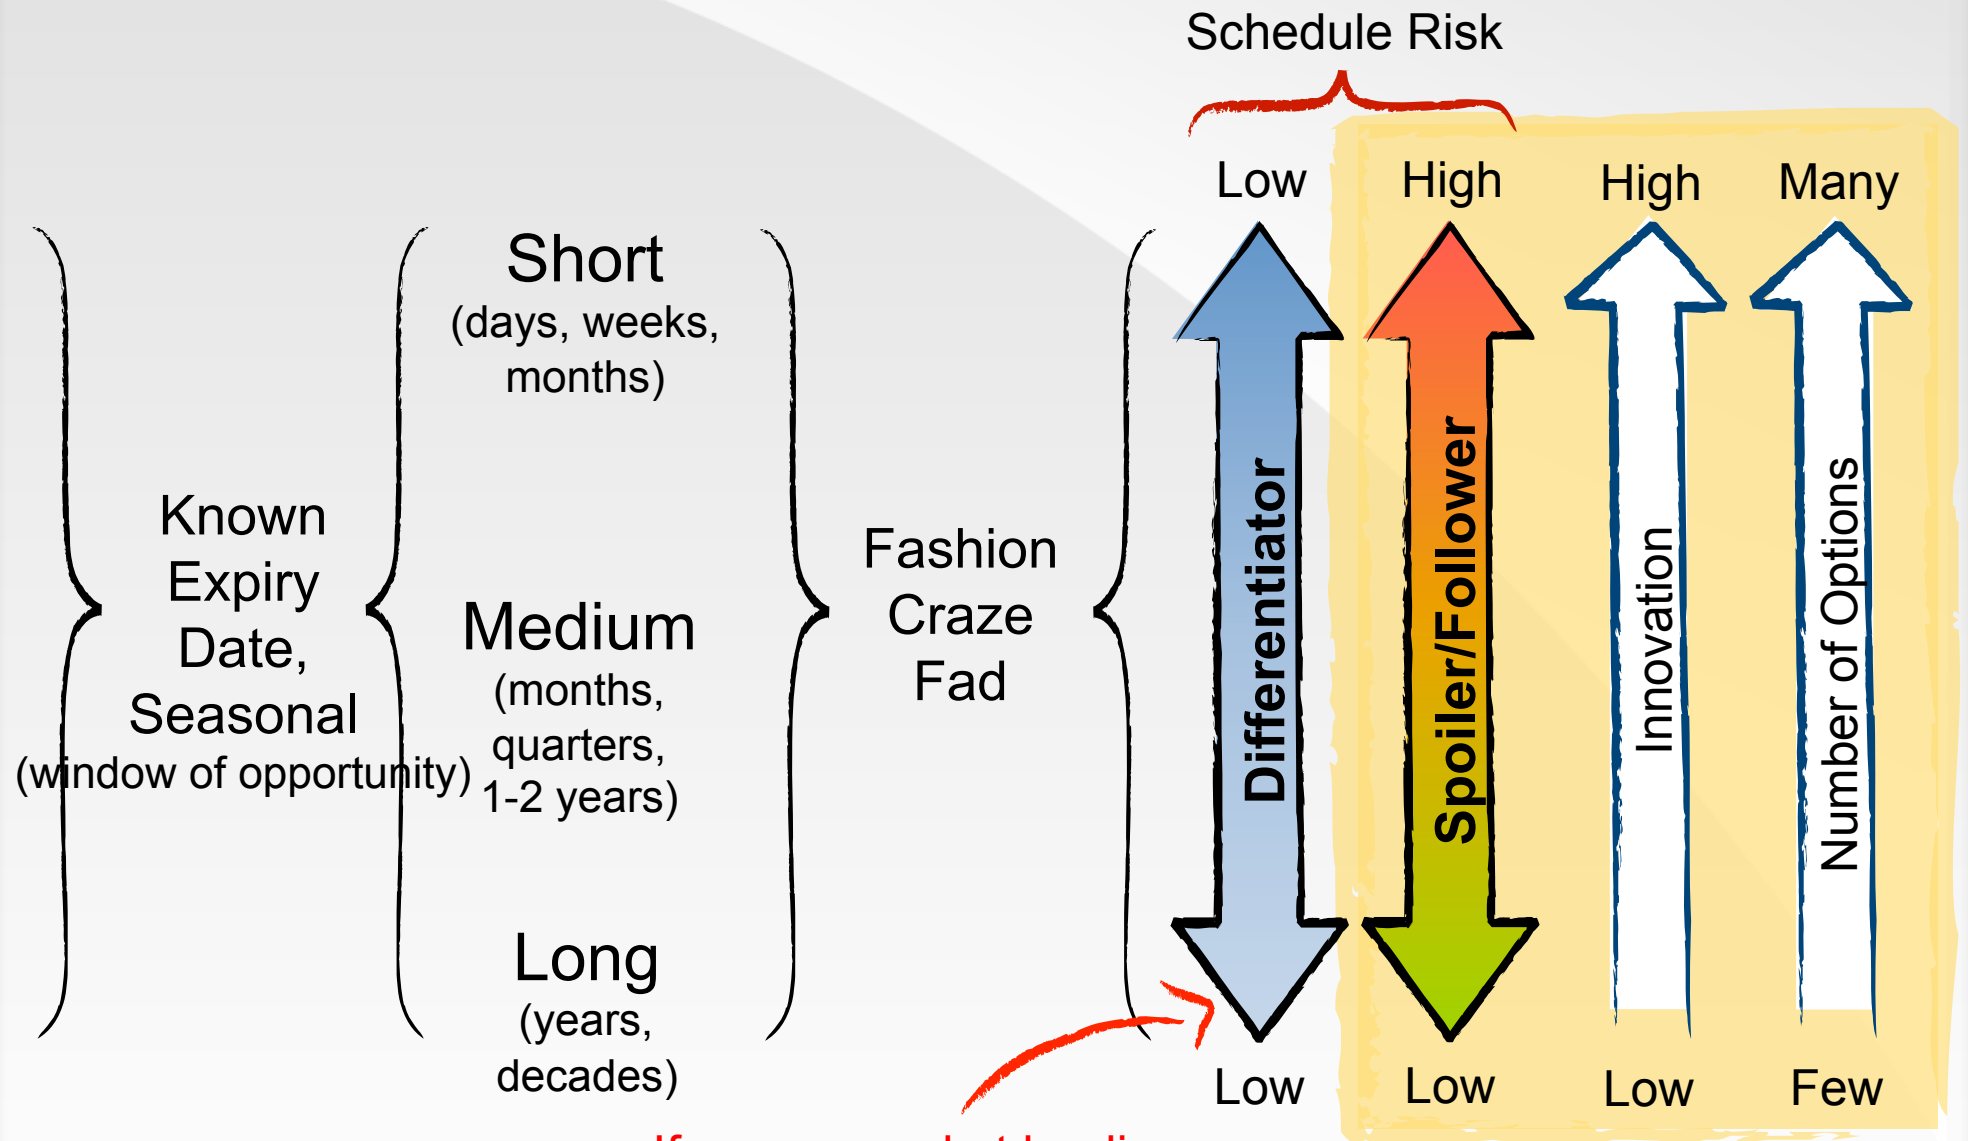 Schedule Risk
Low
High
High
Many
Known
Expiry
Date,
Seasonal
(window of opportunity)
Short
(days, weeks,
months)
Medium
(months,
quarters,
1-2 years)
Long
(years,
decades)
Fashion
Craze
Fad
Differentiator
Spoiler/Follower
Innovation
Number of Options
Low
Low
Low
Few